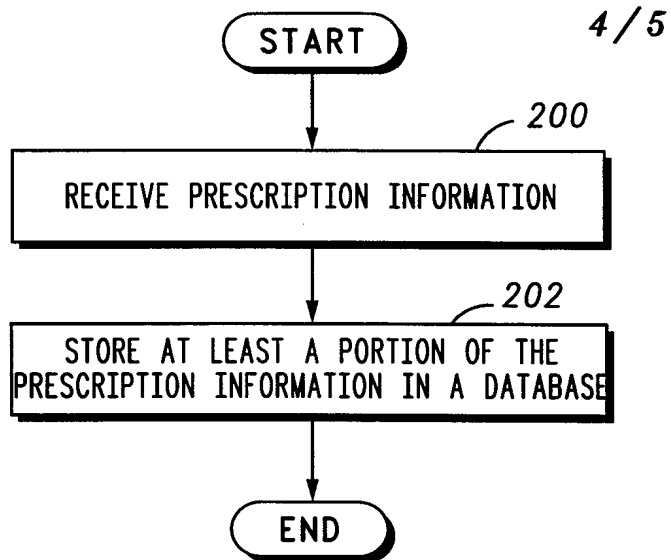 4/5
START
200
RECEIVE PRESCRIPTION INFORMATION
202
STORE AT LEAST A PORTION OF THE
PRESCRIPTION INFORMATION IN A DATABASE
END